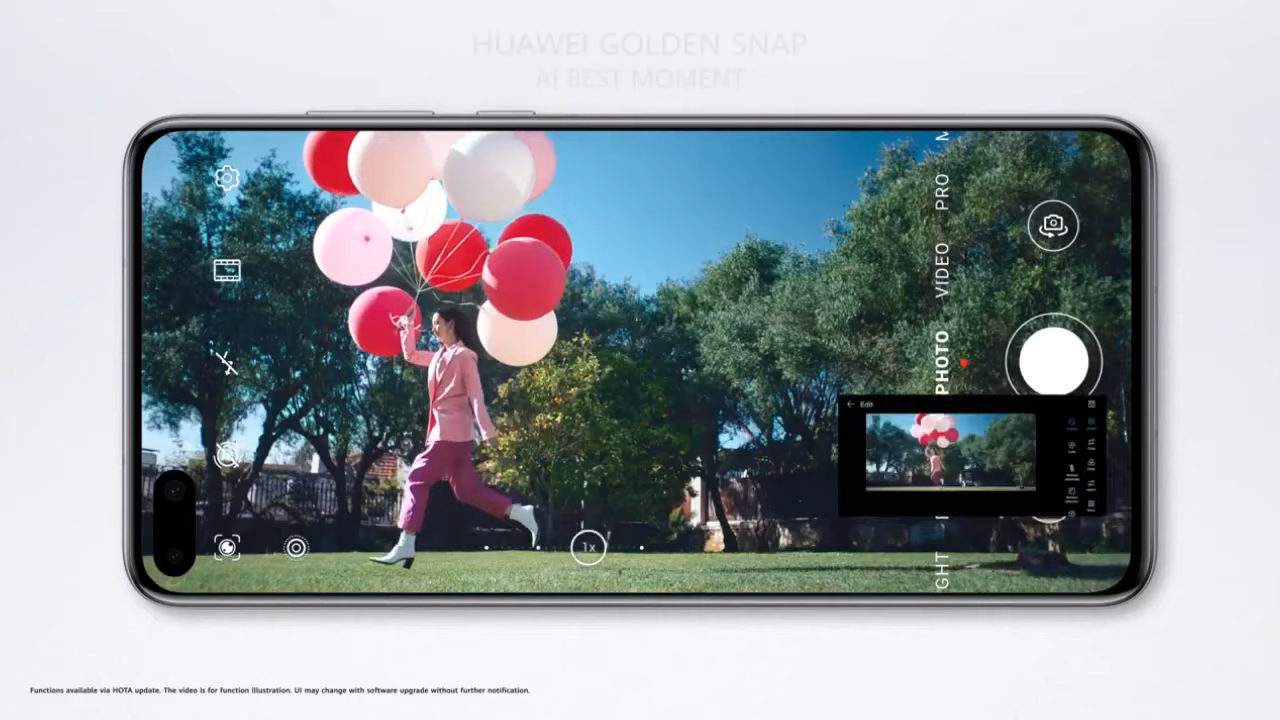 HUAWEI GOLDEN SNAP
AI BEST MOMENT
PRO
VIDEO
PHOTO
GHT
1x
Edit
Functions available via HOTA update. The video is for function illustration. UI may change with software upgrade without further notification.